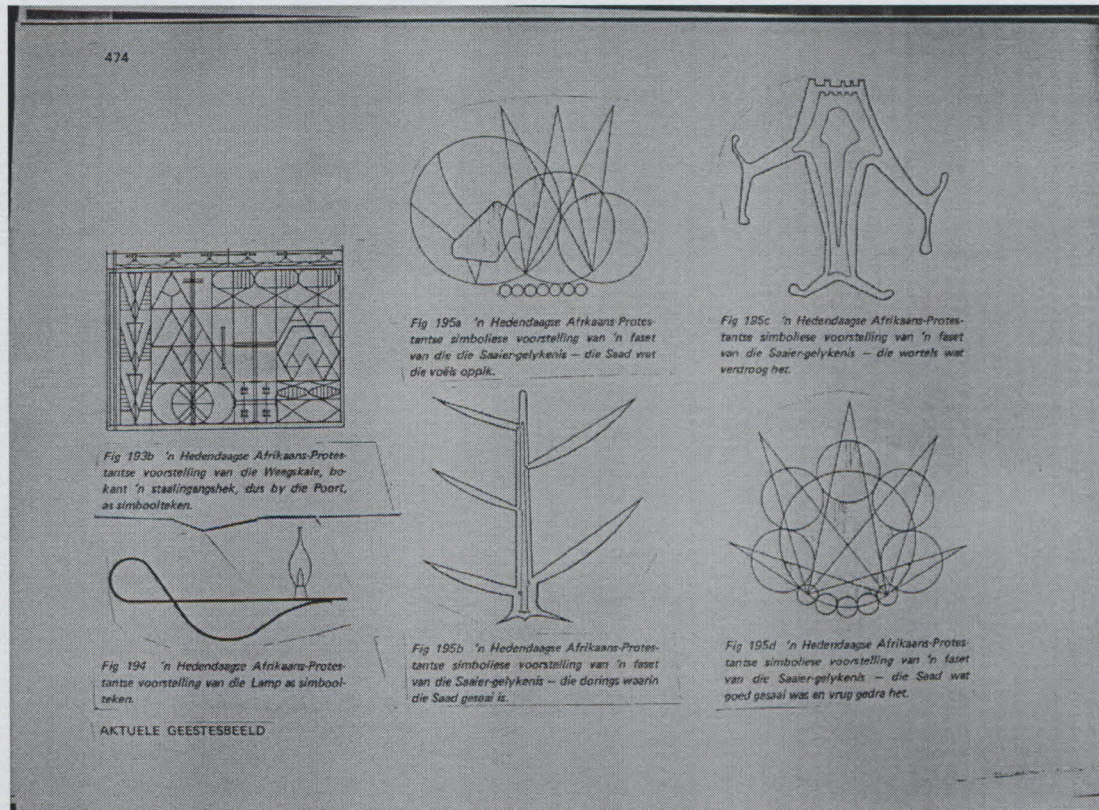 474
Fig 193b 'n Hedendaagse Afrikaans-Protes-
tantse voorstelling van die Weegskale, bo-
kant 'n staalingangshek, dus by die Poort,
as simboolteken.
Fig 194 'n Hedendaagse Afrikaans-Protes-
tantse voorstelling van die Lamp as simbool-
teken.
AKTUELE GEESTESBEELD
Fig 195a 'n Hedendaagse Afrikaans-Protes-
tantse simboliese voorstelling van 'n faset
van die die Saaier-gelykenis — die Saad wat
die voëls oppik.
Fig 195b 'n Hedendaagse Afrikaans-Protes-
tantse simboliese voorstelling van 'n faset
van die Saaier-gelykenis — die dorings waarin
die Saad gesaai is.
Fig 195c 'n Hedendaagse Afrikaans-Protes-
tantse simboliese voorstelling van 'n faset
van die Saaier-gelykenis — die wortels wat
verdroog het.
Fig 195d 'n Hedendaagse Afrikaans-Protes-
tantse simboliese voorstelling van 'n faset
van die Saaier-gelykenis — die Saad wat
goed gesaai was en vrug gedra het.